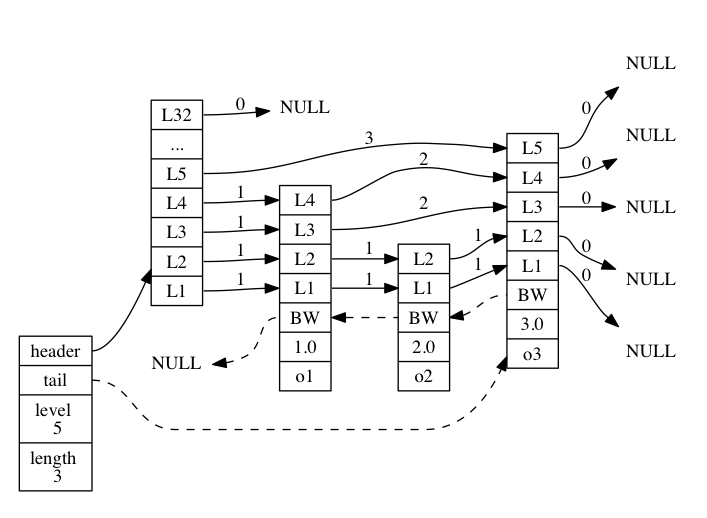 NULL
L32
0
NULL
...
L5
3
L4
1
L3
1
L2
1
L1
1
L4
2
L3
2
L2
1
L1
1
BW
1.0
o1
NULL
L2
1
L1
1
BW
2.0
o2
L5
0
L4
0
NULL
L3
0
NULL
L2
0
NULL
L1
0
NULL
BW
3.0
o3
header
tail
level
5
length
3